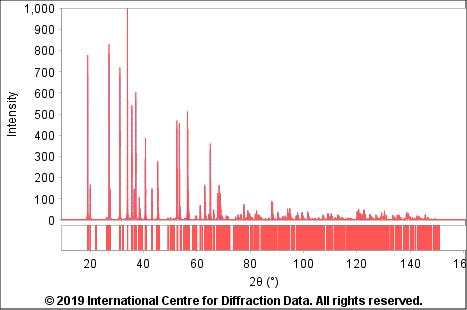 1,000
900
800
700
600
500
400
300
200
100
0
Intensity
20 40 60 80 100 120 140 16
2θ (°)
© 2019 International Centre for Diffraction Data. All rights reserved.